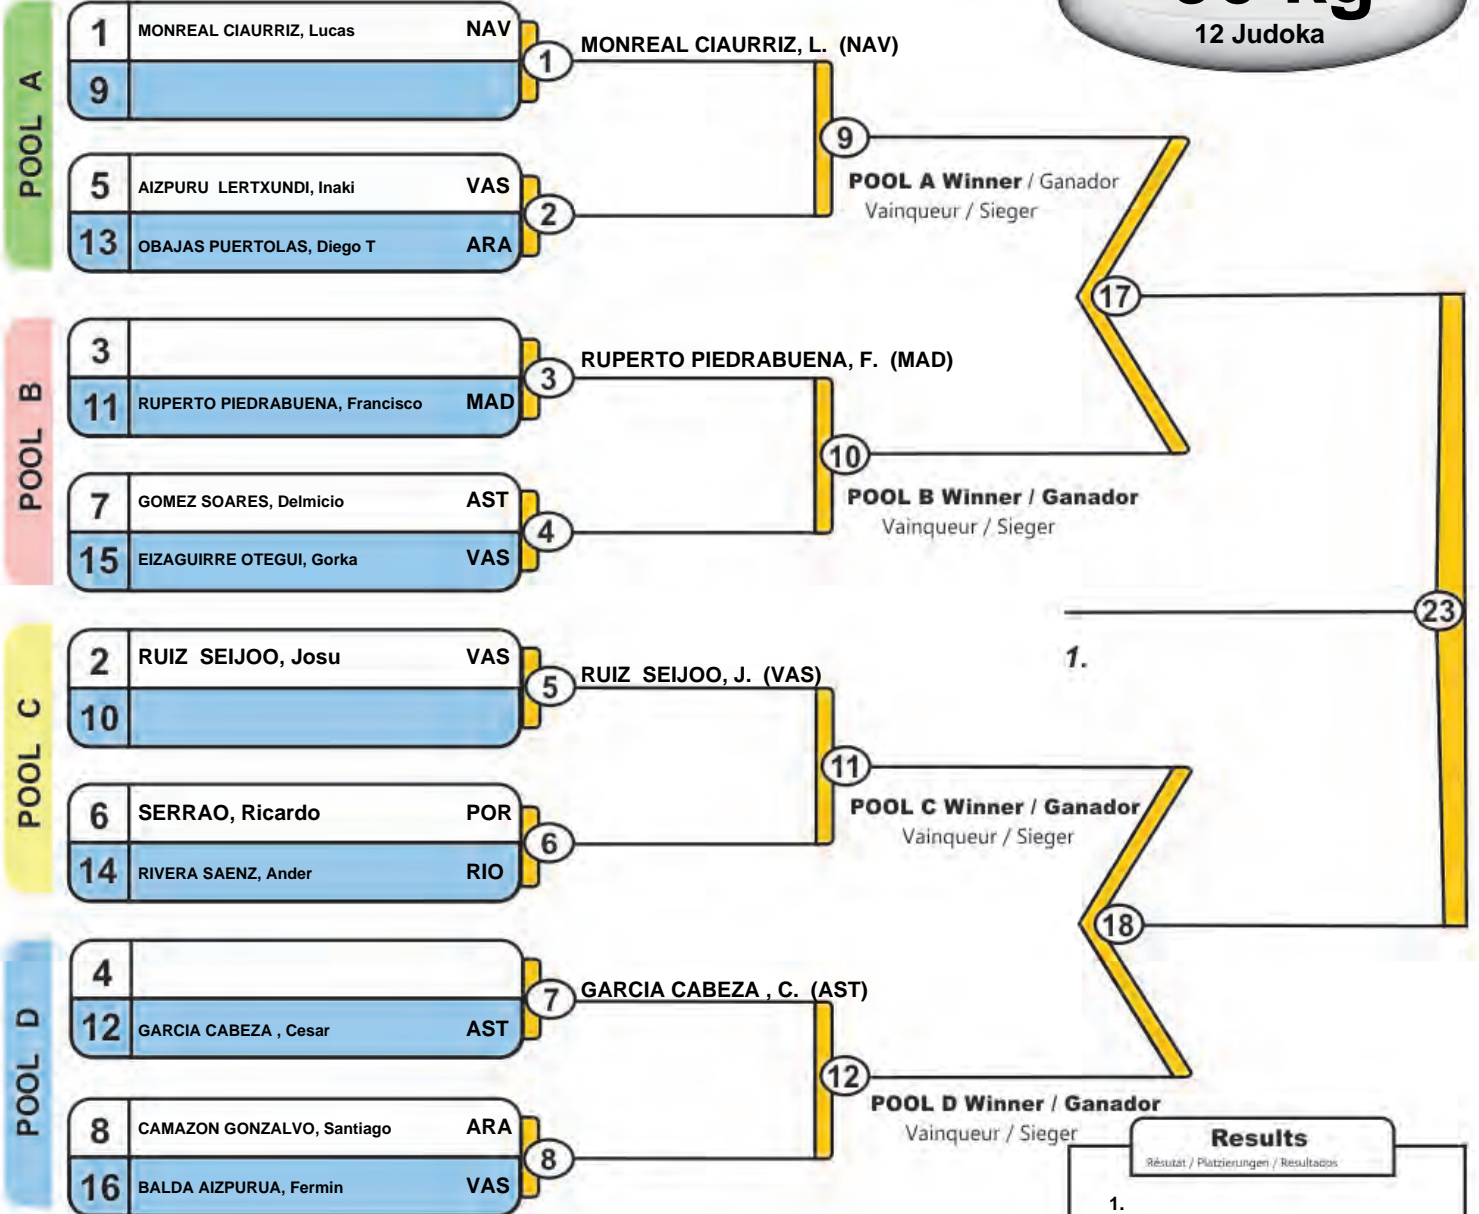 12 Judoka
POOL A
1 MONREAL CIAURRIZ, Lucas NAV
9
1
MONREAL CIAURRIZ, L. (NAV)
5 AIZPURU LERTXUNDI, Inaki VAS
13 OBAJAS PUERTOLAS, Diego T ARA
2
9
POOL A Winner / Ganador
Vainqueur / Sieger
17
POOL B
3
11 RUPERTO PIEDRABUENA, Francisco MAD
3
RUPERTO PIEDRABUENA, F. (MAD)
7 GOMEZ SOARES, Delmicio AST
15 EIZAGUIRRE OTEGUI, Gorka VAS
4
10
POOL B Winner / Ganador
Vainqueur / Sieger
23
1.
POOL C
2 RUIZ SEIJOO, Josu VAS
10
5
RUIZ SEIJOO, J. (VAS)
6 SERRAO, Ricardo POR
14 RIVERA SAENZ, Ander RIO
6
11
POOL C Winner / Ganador
Vainqueur / Sieger
18
POOL D
4
12 GARCIA CABEZA , Cesar AST
7
GARCIA CABEZA , C. (AST)
8 CAMAZON GONZALVO, Santiago ARA
16 BALDA AIZPURUA, Fermin VAS
8
12
POOL D Winner / Ganador
Vainqueur / Sieger
Results
Résutat / Platzierungen / Resultados
1.